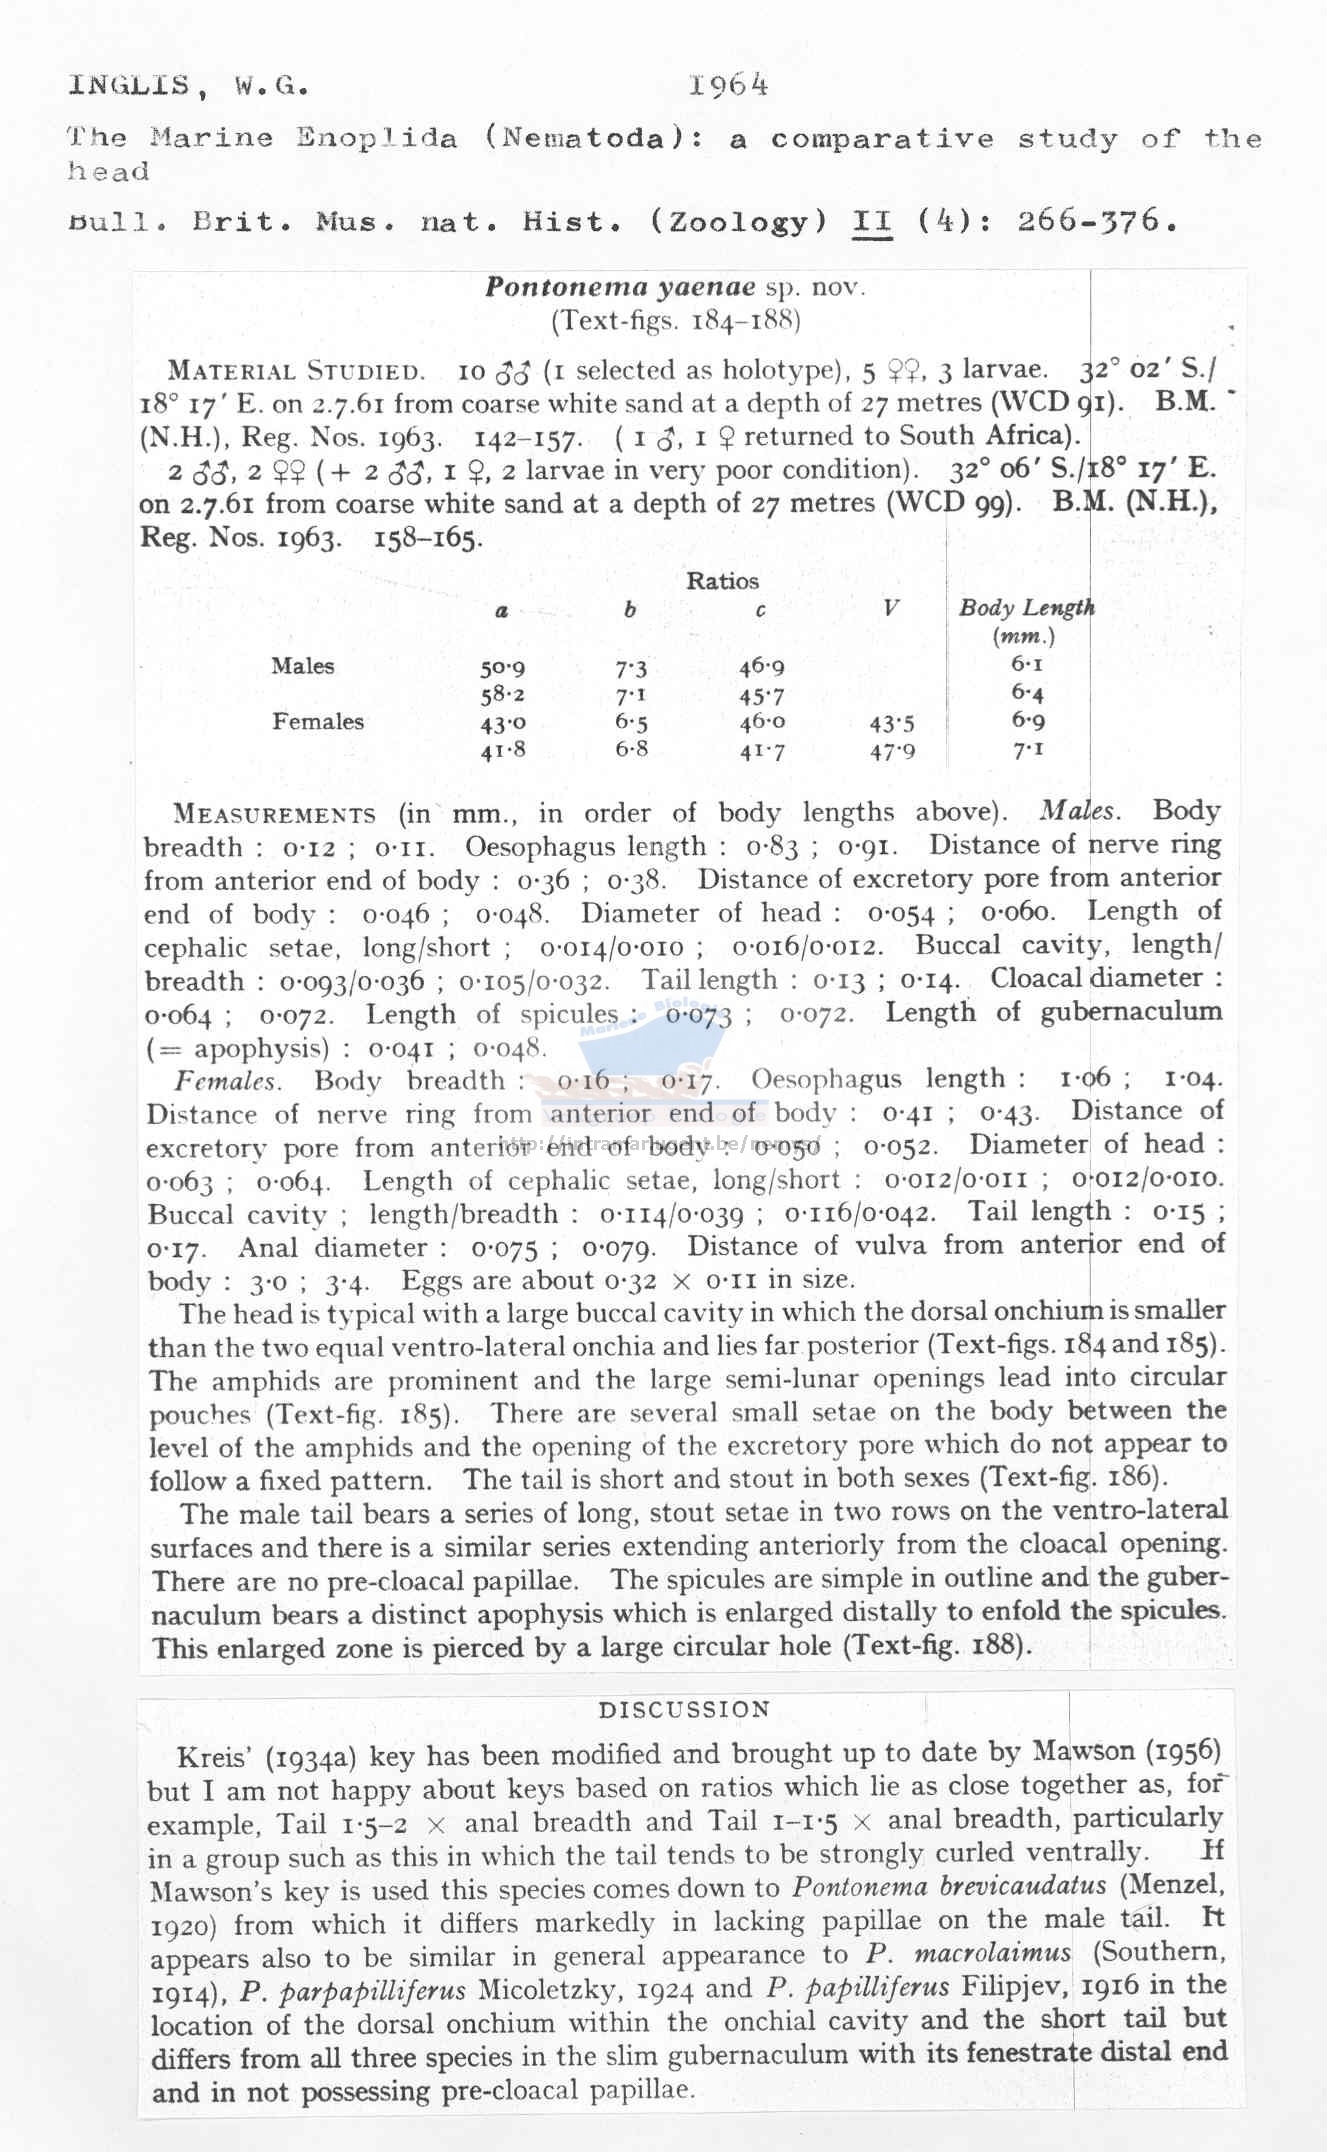 INGLIS, W.G. 1964
The Marine Enoplida (Nematoda): a comparative study of the
head
Bull. Brit. Mus. nat. Hist. (Zoology) II (4): 266-376.
Pontonema yaenae sp. nov.
(Text-figs. 184–188)
MATERIAL STUDIED. 10 ♂♂ (1 selected as holotype), 5 ♀♀, 3 larvae. 32° 02′ S./
18° 17′ E. on 2.7.61 from coarse white sand at a depth of 27 metres (WCD 91). B.M.
(N.H.), Reg. Nos. 1963. 142–157. (1 ♂, 1 ♀ returned to South Africa).
2 ♂♂, 2 ♀♀ (+ 2 ♂♂, 1 ♀, 2 larvae in very poor condition). 32° 06′ S./18° 17′ E.
on 2.7.61 from coarse white sand at a depth of 27 metres (WCD 99). B.M. (N.H.),
Reg. Nos. 1963. 158–165.
Ratios
a b c V Body Length
(mm.)
Males 50·9 7·3 46·9 6·1
58·2 7·1 45·7 6·4
Females 43·0 6·5 46·0 43·5 6·9
41·8 6·8 41·7 47·9 7·1
MEASUREMENTS (in mm., in order of body lengths above). Males. Body
breadth : 0·12 ; 0·11. Oesophagus length : 0·83 ; 0·91. Distance of nerve ring
from anterior end of body : 0·36 ; 0·38. Distance of excretory pore from anterior
end of body : 0·046 ; 0·048. Diameter of head : 0·054 ; 0·060. Length of
cephalic setae, long/short ; 0·014/0·010 ; 0·016/0·012. Buccal cavity, length/
breadth : 0·093/0·036 ; 0·105/0·032. Tail length : 0·13 ; 0·14. Cloacal diameter :
0·064 ; 0·072. Length of spicules : 0·073 ; 0·072. Length of gubernaculum
(= apophysis) : 0·041 ; 0·048.
Females. Body breadth : 0·16 ; 0·17. Oesophagus length : 1·06 ; 1·04.
Distance of nerve ring from anterior end of body : 0·41 ; 0·43. Distance of
excretory pore from anterior end of body : 0·050 ; 0·052. Diameter of head :
0·063 ; 0·064. Length of cephalic setae, long/short : 0·012/0·011 ; 0·012/0·010.
Buccal cavity ; length/breadth : 0·114/0·039 ; 0·116/0·042. Tail length : 0·15 ;
0·17. Anal diameter : 0·075 ; 0·079. Distance of vulva from anterior end of
body : 3·0 ; 3·4. Eggs are about 0·32 × 0·11 in size.
The head is typical with a large buccal cavity in which the dorsal onchium is smaller
than the two equal ventro-lateral onchia and lies far posterior (Text-figs. 184 and 185).
The amphids are prominent and the large semi-lunar openings lead into circular
pouches (Text-fig. 185). There are several small setae on the body between the
level of the amphids and the opening of the excretory pore which do not appear to
follow a fixed pattern. The tail is short and stout in both sexes (Text-fig. 186).
The male tail bears a series of long, stout setae in two rows on the ventro-lateral
surfaces and there is a similar series extending anteriorly from the cloacal opening.
There are no pre-cloacal papillae. The spicules are simple in outline and the guber-
naculum bears a distinct apophysis which is enlarged distally to enfold the spicules.
This enlarged zone is pierced by a large circular hole (Text-fig. 188).
DISCUSSION
Kreis’ (1934a) key has been modified and brought up to date by Mawson (1956)
but I am not happy about keys based on ratios which lie as close together as, for
example, Tail 1·5–2 × anal breadth and Tail 1–1·5 × anal breadth, particularly
in a group such as this in which the tail tends to be strongly curled ventrally. If
Mawson’s key is used this species comes down to Pontonema brevicaudatus (Menzel,
1920) from which it differs markedly in lacking papillae on the male tail. It
appears also to be similar in general appearance to P. macrolaimus (Southern,
1914), P. parpapilliferus Micoletzky, 1924 and P. papilliferus Filipjev, 1916 in the
location of the dorsal onchium within the onchial cavity and the short tail but
differs from all three species in the slim gubernaculum with its fenestrate distal end
and in not possessing pre-cloacal papillae.